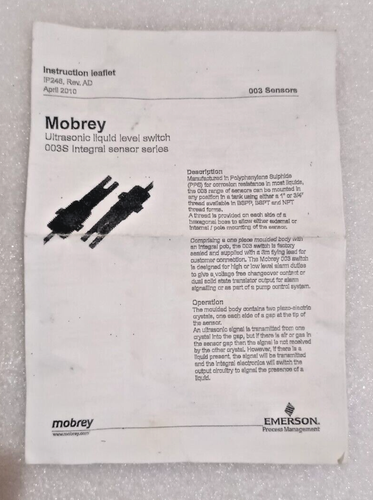 Instruction leaflet
IP248, Rev. AD
April 2010
003 Sensors
Mobrey
Ultrasonic liquid level switch
003S Integral sensor series
Description
Manufactured in Polyphenylene Sulphide
(PPS) for corrosion resistance in most liquids,
the 003 range of sensors can be mounted in
any position in a tank using either a 1" or 3/4"
thread available in BSPP, BSPT and NPT
thread forms.
A thread is provided on each side of a
hexagonal boss to allow either external or
internal / pole mounting of the sensor.
Comprising a one piece moulded body with
an integral pcb, the 003 switch is factory
sealed and supplied with a flying lead for
customer connection. The Mobrey 003 switch
is designed for high or low level alarm duties
to give a voltage free changeover contact or
dual solid state transistor output for alarm
signalling or as part of a pump control system.
Operation
The moulded body contains two piezo-electric
crystals, one each side of a gap at the tip of
the sensor.
An ultrasonic signal is transmitted from one
crystal into the gap, but if there is air or gas in
the sensor gap then the signal is not received
by the other crystal. However, if there is a
liquid present, the signal will be transmitted
and the integral electronics will switch the
output circuitry to signal the presence of a
liquid.
mobrey
www.mobrey.com
EMERSON.
Process Management